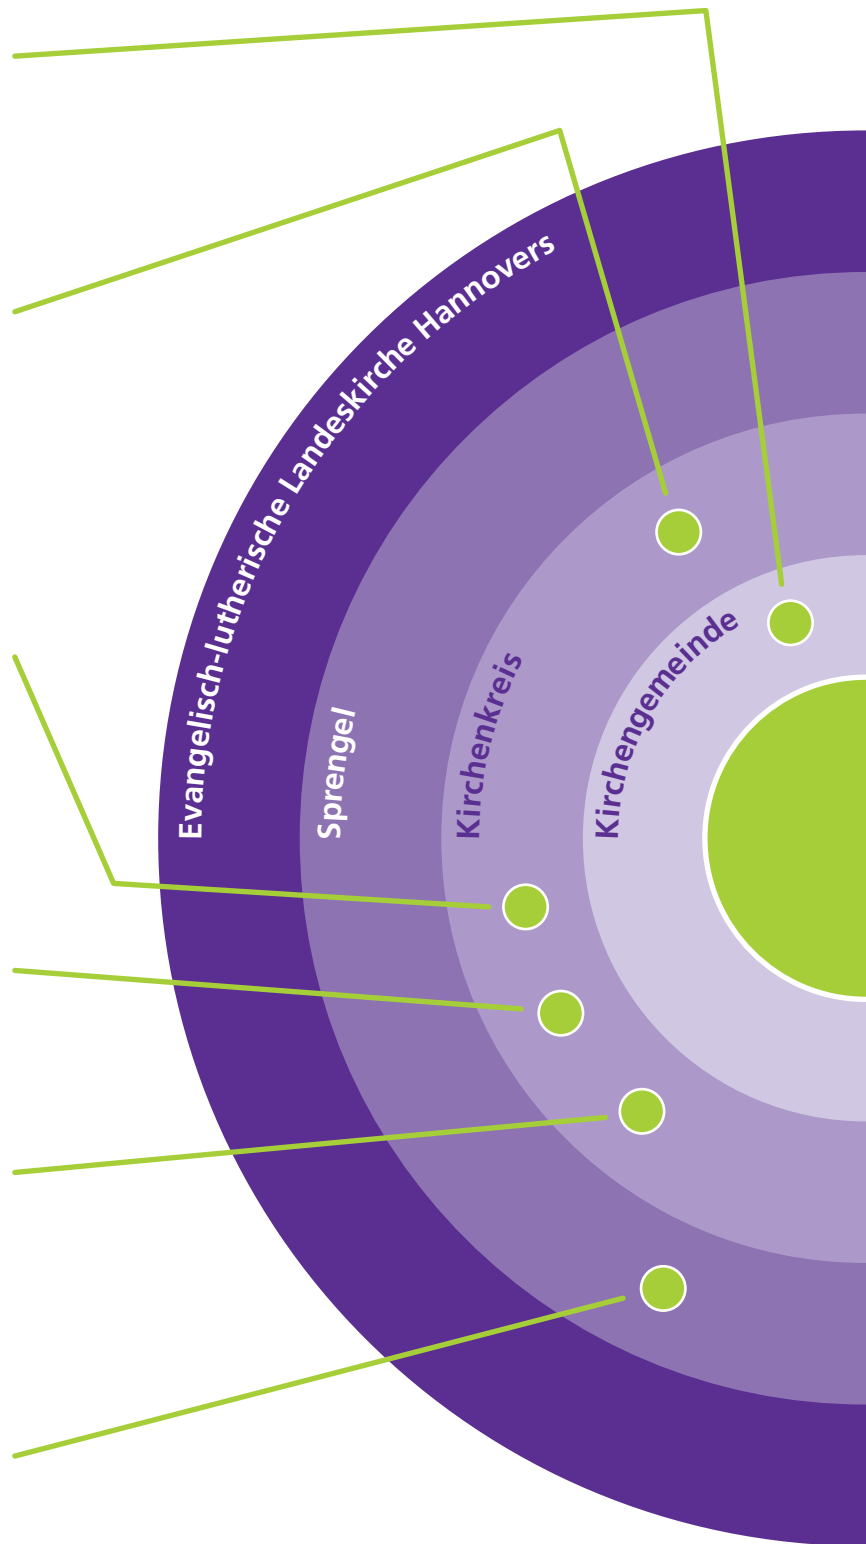 Evangelisch-lutherische Landeskirche Hannovers
Sprengel
Kirchenkreis
Kirchengemeinde